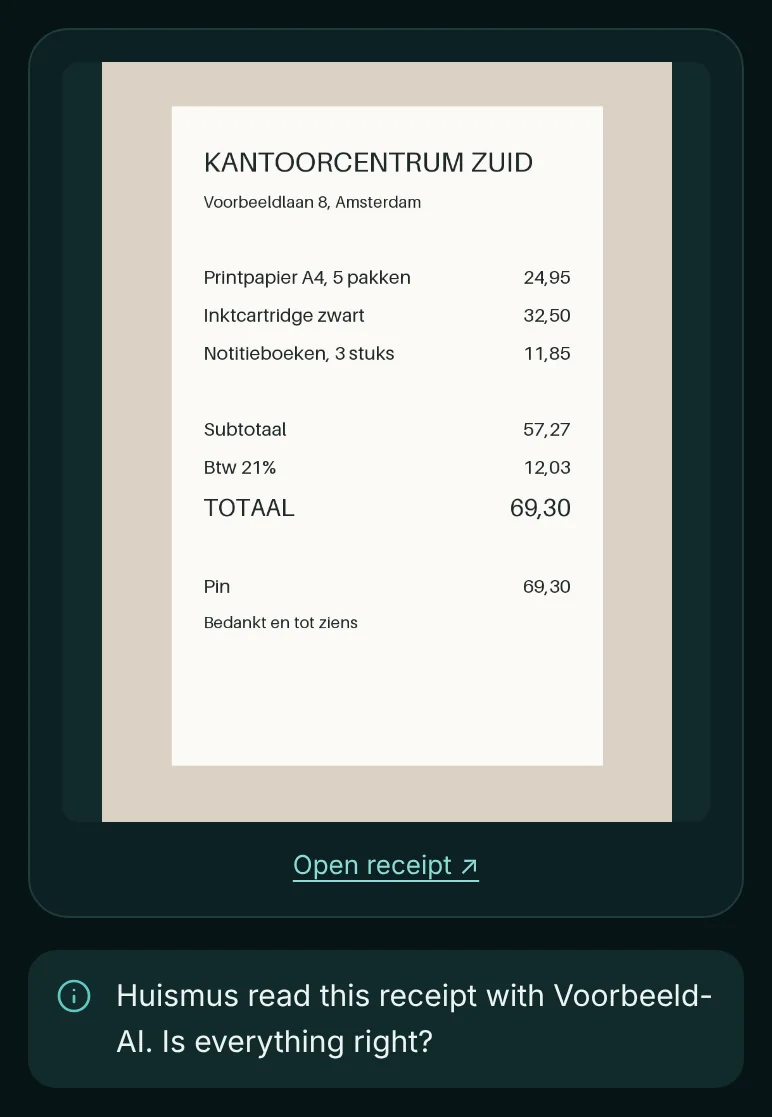 KANTOORCENTRUM ZUID
Voorbeeldlaan 8, Amsterdam
Printpapier A4, 5 pakken 24,95
Inktcartridge zwart 32,50
Notitieboeken, 3 stuks 11,85
Subtotaal 57,27
Btw 21% 12,03
TOTAAL 69,30
Pin 69,30
Bedankt en tot ziens
Open receipt ↗
Huismus read this receipt with Voorbeeld-
AI. Is everything right?